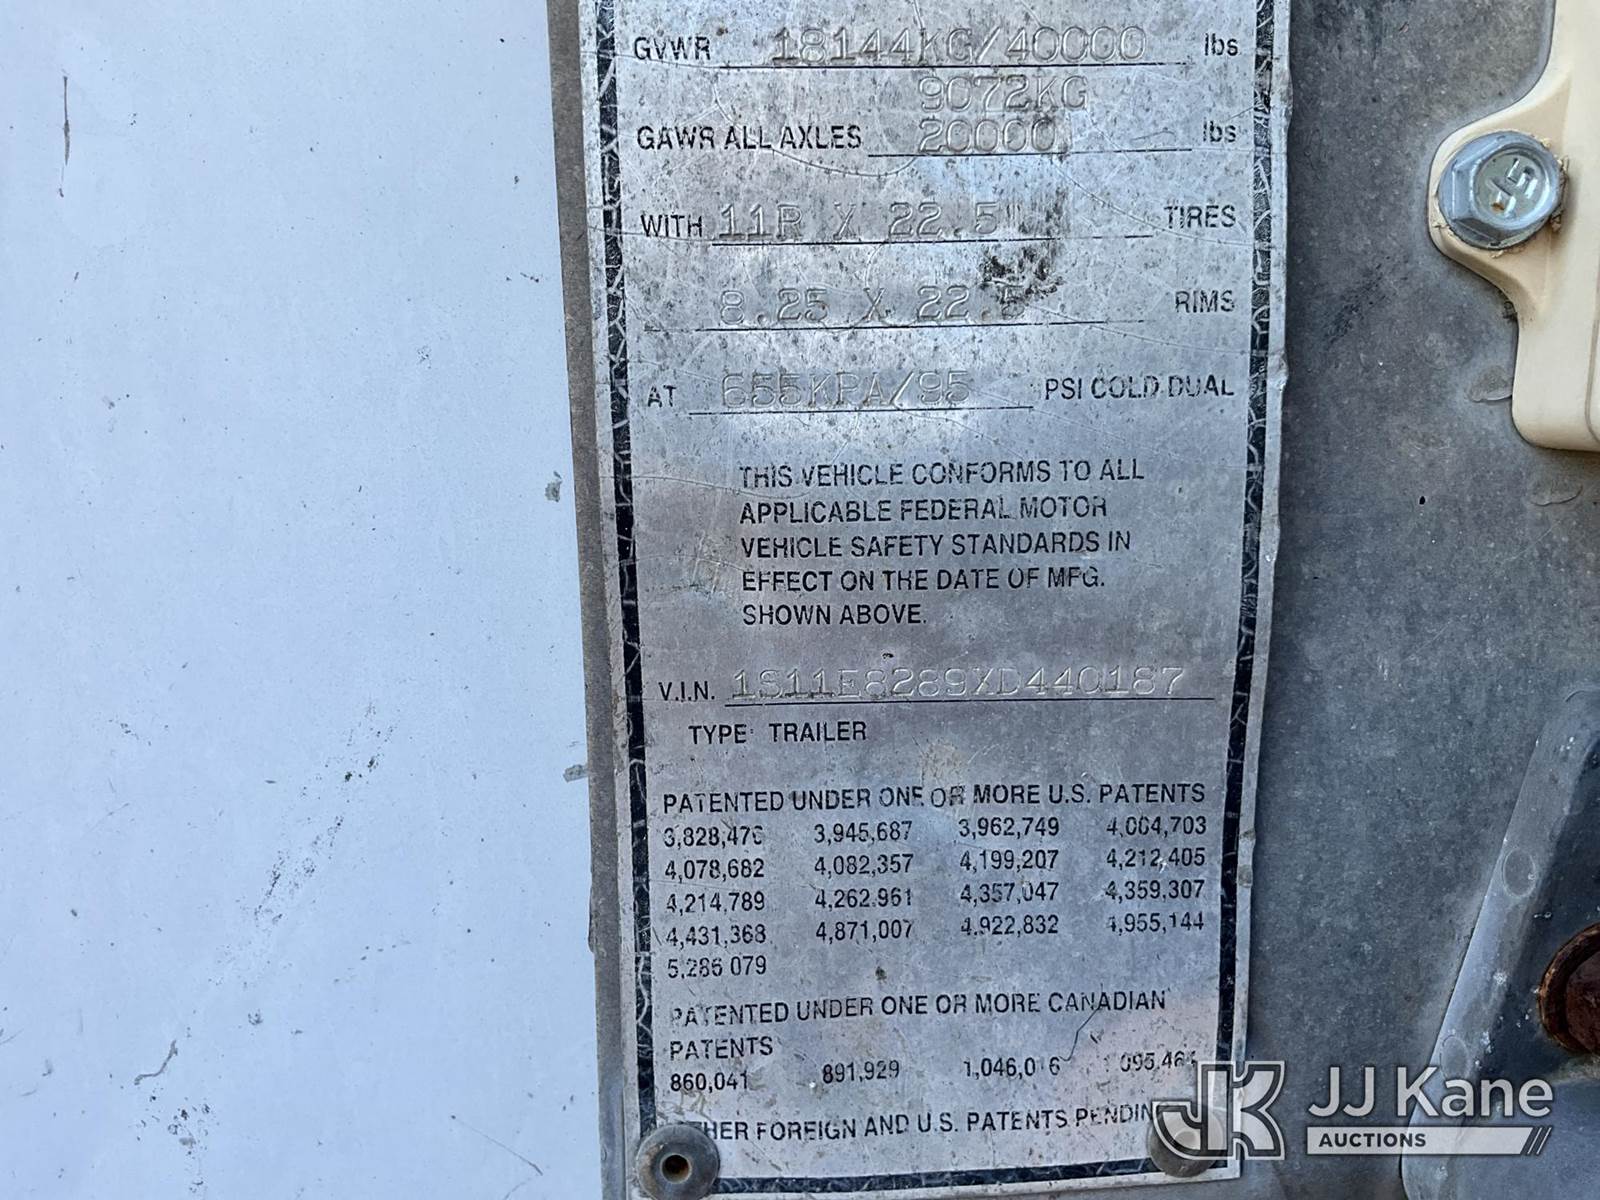 GVWR 18144KG/40000 lbs
9072KG
GAWR ALL AXLES 20000 lbs
WITH 11R X 22.5 TIRES
8.25 X 22.5 RIMS
AT 655KPA/95 PSI COLD DUAL
THIS VEHICLE CONFORMS TO ALL
APPLICABLE FEDERAL MOTOR
VEHICLE SAFETY STANDARDS IN
EFFECT ON THE DATE OF MFG.
SHOWN ABOVE.
V.I.N. 1S11E8289XD440187
TYPE: TRAILER
PATENTED UNDER ONE OR MORE U.S. PATENTS
3,828,476 3,945,687 3,962,749 4,004,703
4,078,682 4,082,357 4,199,207 4,212,405
4,214,789 4,262,961 4,357,047 4,359,307
4,431,368 4,871,007 4,922,832 4,955,144
5,286 079
PATENTED UNDER ONE OR MORE CANADIAN
PATENTS
860,041 891,929 1,046,016
OTHER FOREIGN AND U.S. PATENTS PENDING
JJ Kane
AUCTIONS